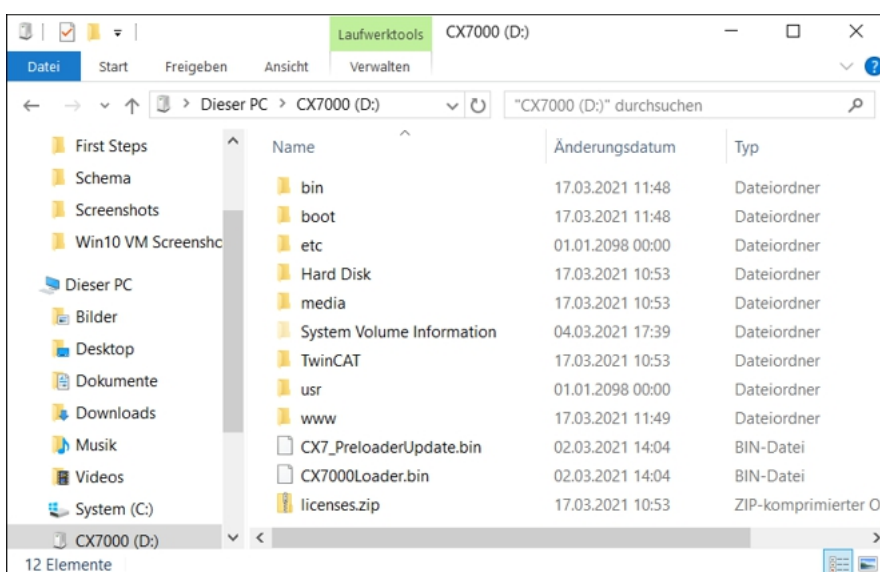 Laufwerktools CX7000 (D:)
Datei Start Freigeben Ansicht Verwalten
Dieser PC > CX7000 (D:) "CX7000 (D:)" durchsuchen
First Steps
Schema
Screenshots
Win10 VM Screenshc
Dieser PC
Bilder
Desktop
Dokumente
Downloads
Musik
Videos
System (C:)
CX7000 (D:)
Name Änderungsdatum Typ
bin 17.03.2021 11:48 Dateiordner
boot 17.03.2021 11:48 Dateiordner
etc 01.01.2098 00:00 Dateiordner
Hard Disk 17.03.2021 10:53 Dateiordner
media 17.03.2021 10:53 Dateiordner
System Volume Information 04.03.2021 17:39 Dateiordner
TwinCAT 17.03.2021 10:53 Dateiordner
usr 01.01.2098 00:00 Dateiordner
www 17.03.2021 11:49 Dateiordner
CX7_PreloaderUpdate.bin 02.03.2021 14:04 BIN-Datei
CX7000Loader.bin 02.03.2021 14:04 BIN-Datei
licenses.zip 17.03.2021 10:53 ZIP-komprimierter O
12 Elemente